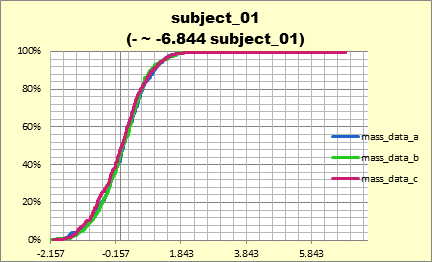 subject_01
(- ~ -6.844 subject_01)
100%
80%
60%
40%
20%
0%
-2.157 -0.157 1.843 3.843 5.843
mass_data_a
mass_data_b
mass_data_c